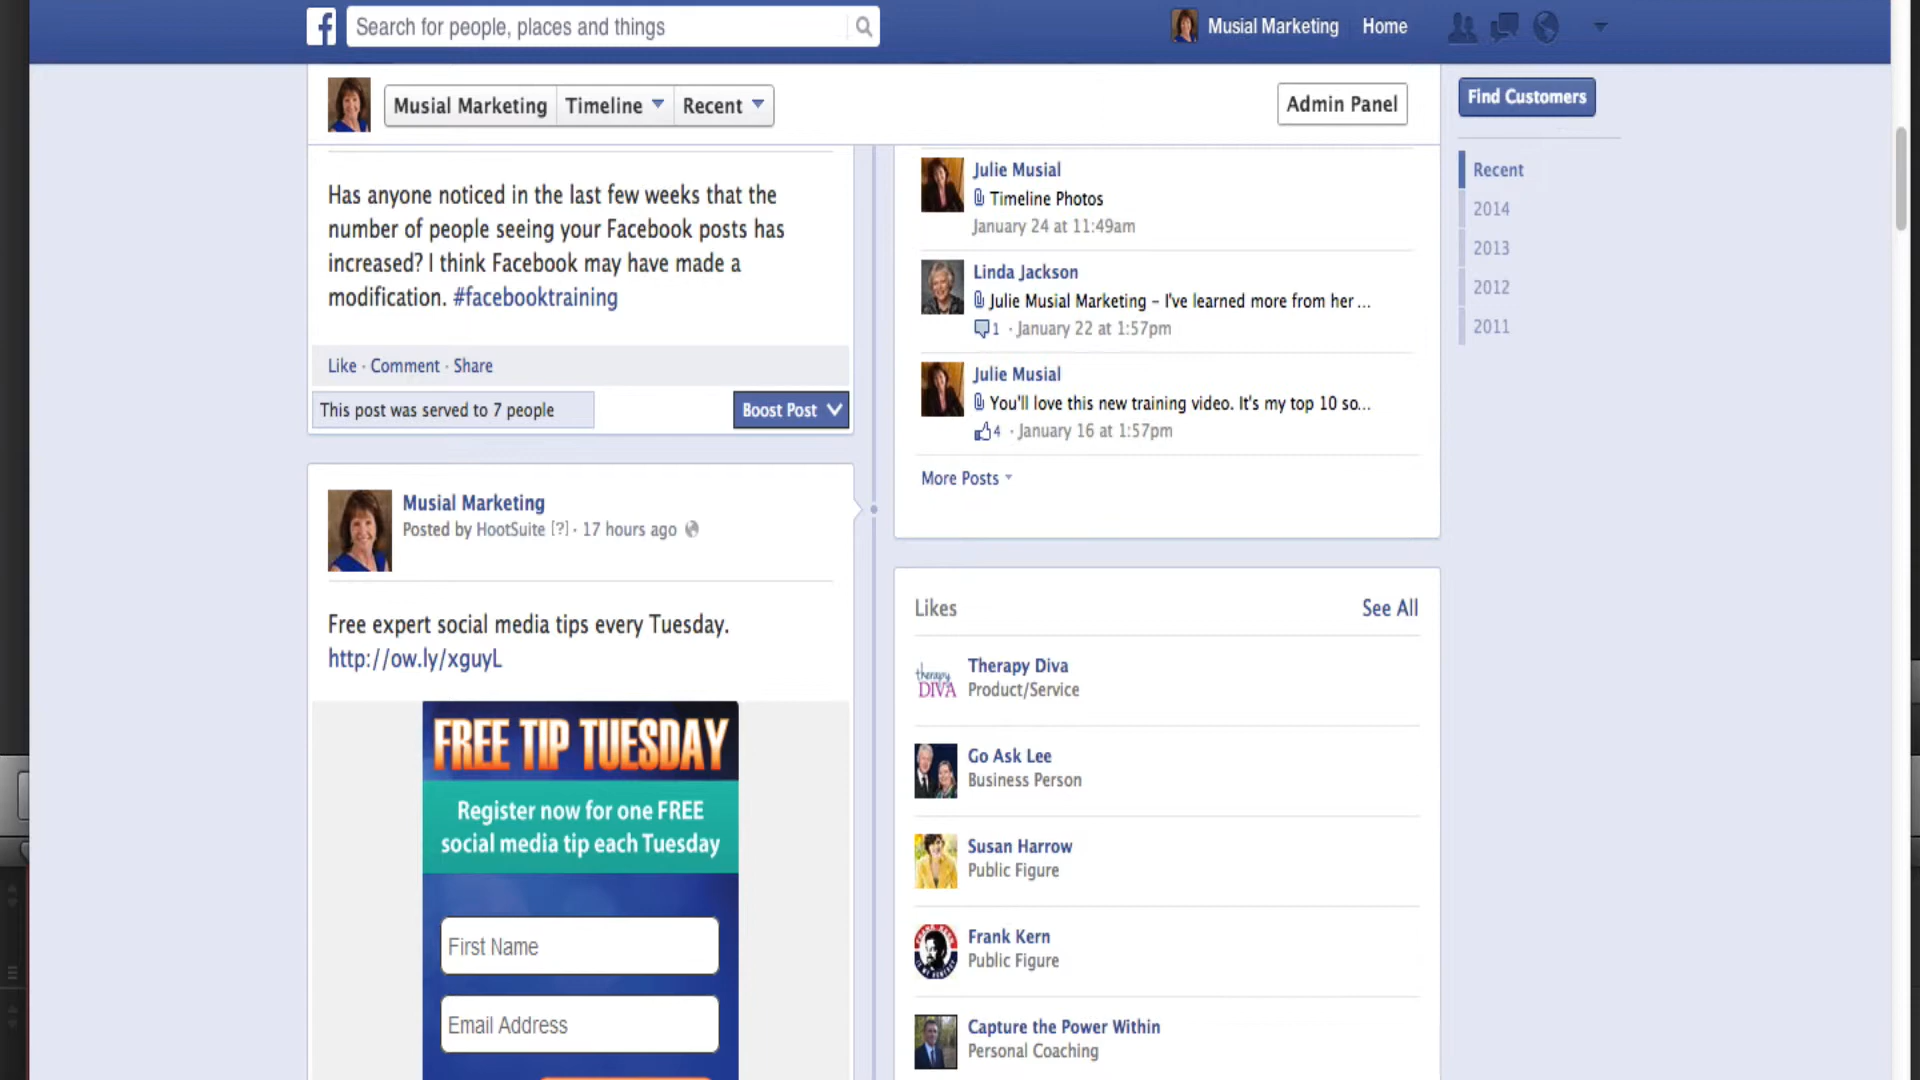 Search for people, places and things
Musial Marketing Home
Musial Marketing Timeline Recent
Admin Panel
Find Customers
Has anyone noticed in the last few weeks that the
number of people seeing your Facebook posts has
increased? I think Facebook may have made a
modification. #facebooktraining
Like · Comment · Share
This post was served to 7 people
Boost Post
Musial Marketing
Posted by HootSuite [?] · 17 hours ago
Free expert social media tips every Tuesday.
http://ow.ly/xguyL
FREE TIP TUESDAY
Register now for one FREE
social media tip each Tuesday
First Name
Email Address
Julie Musial
Timeline Photos
January 24 at 11:49am
Linda Jackson
Julie Musial Marketing – I've learned more from her ...
1 · January 22 at 1:57pm
Julie Musial
You'll love this new training video. It's my top 10 so...
4 · January 16 at 1:57pm
More Posts
Likes
See All
therapy
DIVA
Therapy Diva
Product/Service
Go Ask Lee
Business Person
Susan Harrow
Public Figure
Frank Kern
Public Figure
Capture the Power Within
Personal Coaching
Recent
2014
2013
2012
2011